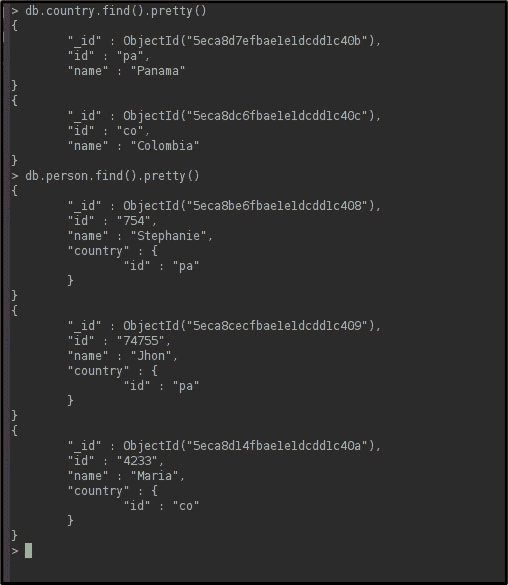 > db.country.find().pretty()
{
"_id" : ObjectId("5eca8d7efbae1e1dcdd1c40b"),
"id" : "pa",
"name" : "Panama"
}
{
"_id" : ObjectId("5eca8dc6fbae1e1dcdd1c40c"),
"id" : "co",
"name" : "Colombia"
}
> db.person.find().pretty()
{
"_id" : ObjectId("5eca8be6fbae1e1dcdd1c408"),
"id" : "754",
"name" : "Stephanie",
"country" : {
"id" : "pa"
}
}
{
"_id" : ObjectId("5eca8cecfbae1e1dcdd1c409"),
"id" : "74755",
"name" : "Jhon",
"country" : {
"id" : "pa"
}
}
{
"_id" : ObjectId("5eca8d14fbae1e1dcdd1c40a"),
"id" : "4233",
"name" : "Maria",
"country" : {
"id" : "co"
}
}
>